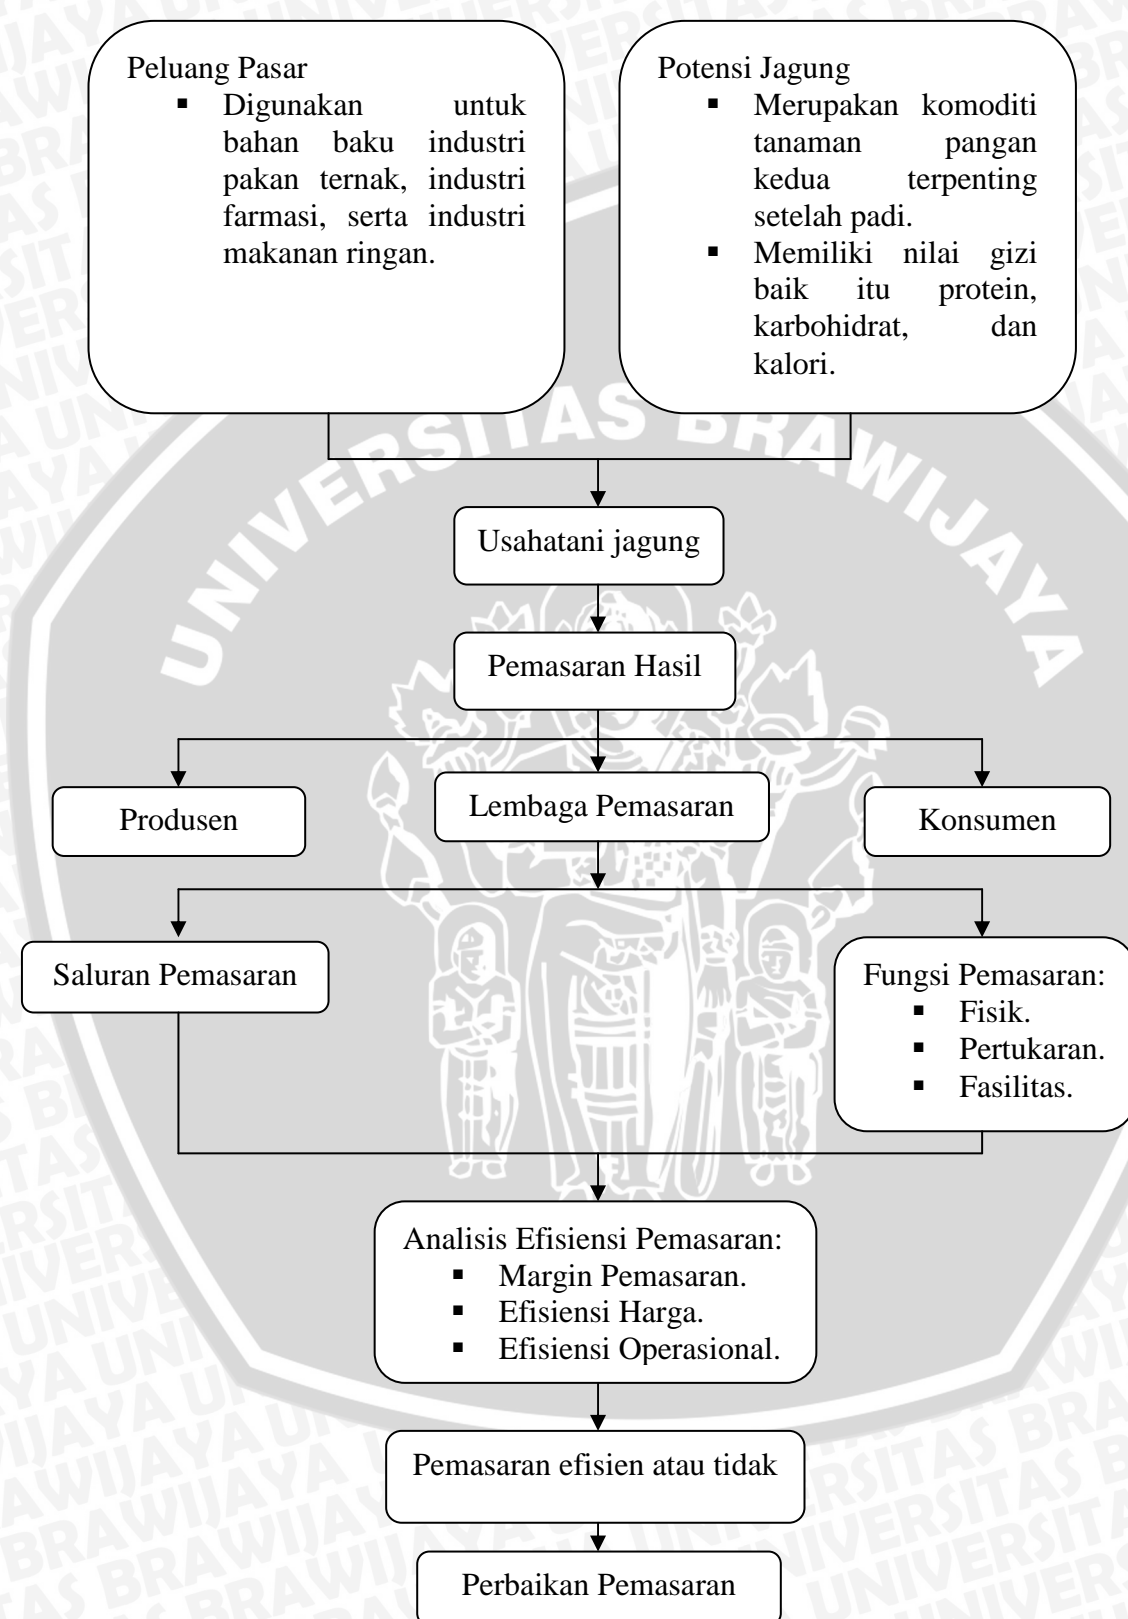 Peluang Pasar
▪ Digunakan untuk
bahan baku industri
pakan ternak, industri
farmasi, serta industri
makanan ringan.
Potensi Jagung
▪ Merupakan komoditi
tanaman pangan
kedua terpenting
setelah padi.
▪ Memiliki nilai gizi
baik itu protein,
karbohidrat, dan
kalori.
UNIVERSITAS BRAWIJAYA
Usahatani jagung
Pemasaran Hasil
Produsen
Lembaga Pemasaran
Konsumen
Saluran Pemasaran
Fungsi Pemasaran:
▪ Fisik.
▪ Pertukaran.
▪ Fasilitas.
Analisis Efisiensi Pemasaran:
▪ Margin Pemasaran.
▪ Efisiensi Harga.
▪ Efisiensi Operasional.
Pemasaran efisien atau tidak
Perbaikan Pemasaran